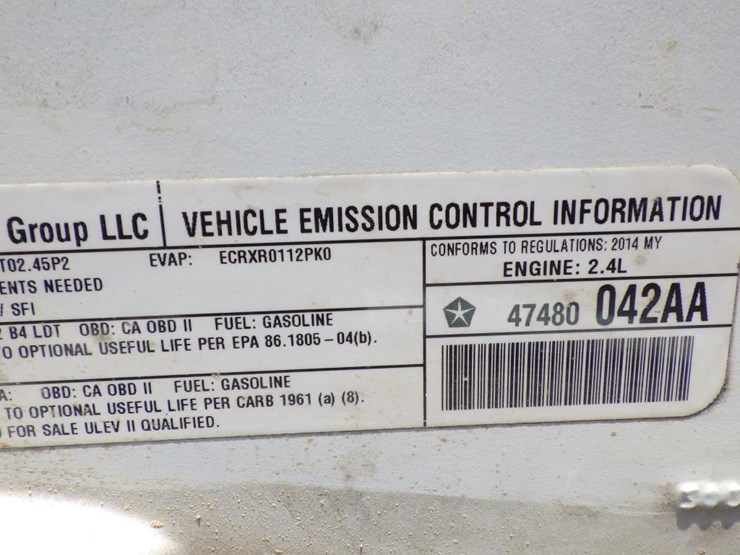 Group LLC VEHICLE EMISSION CONTROL INFORMATION
T02.45P2 EVAP: ECRXR0112PK0
ENTS NEEDED
/ SFI
2 B4 LDT OBD: CA OBD II FUEL: GASOLINE
O OPTIONAL USEFUL LIFE PER EPA 86.1805-04(b).
A: OBD: CA OBD II FUEL: GASOLINE
TO OPTIONAL USEFUL LIFE PER CARB 1961 (a) (8).
FOR SALE ULEV II QUALIFIED.
CONFORMS TO REGULATIONS: 2014 MY
ENGINE: 2.4L
47480 042AA